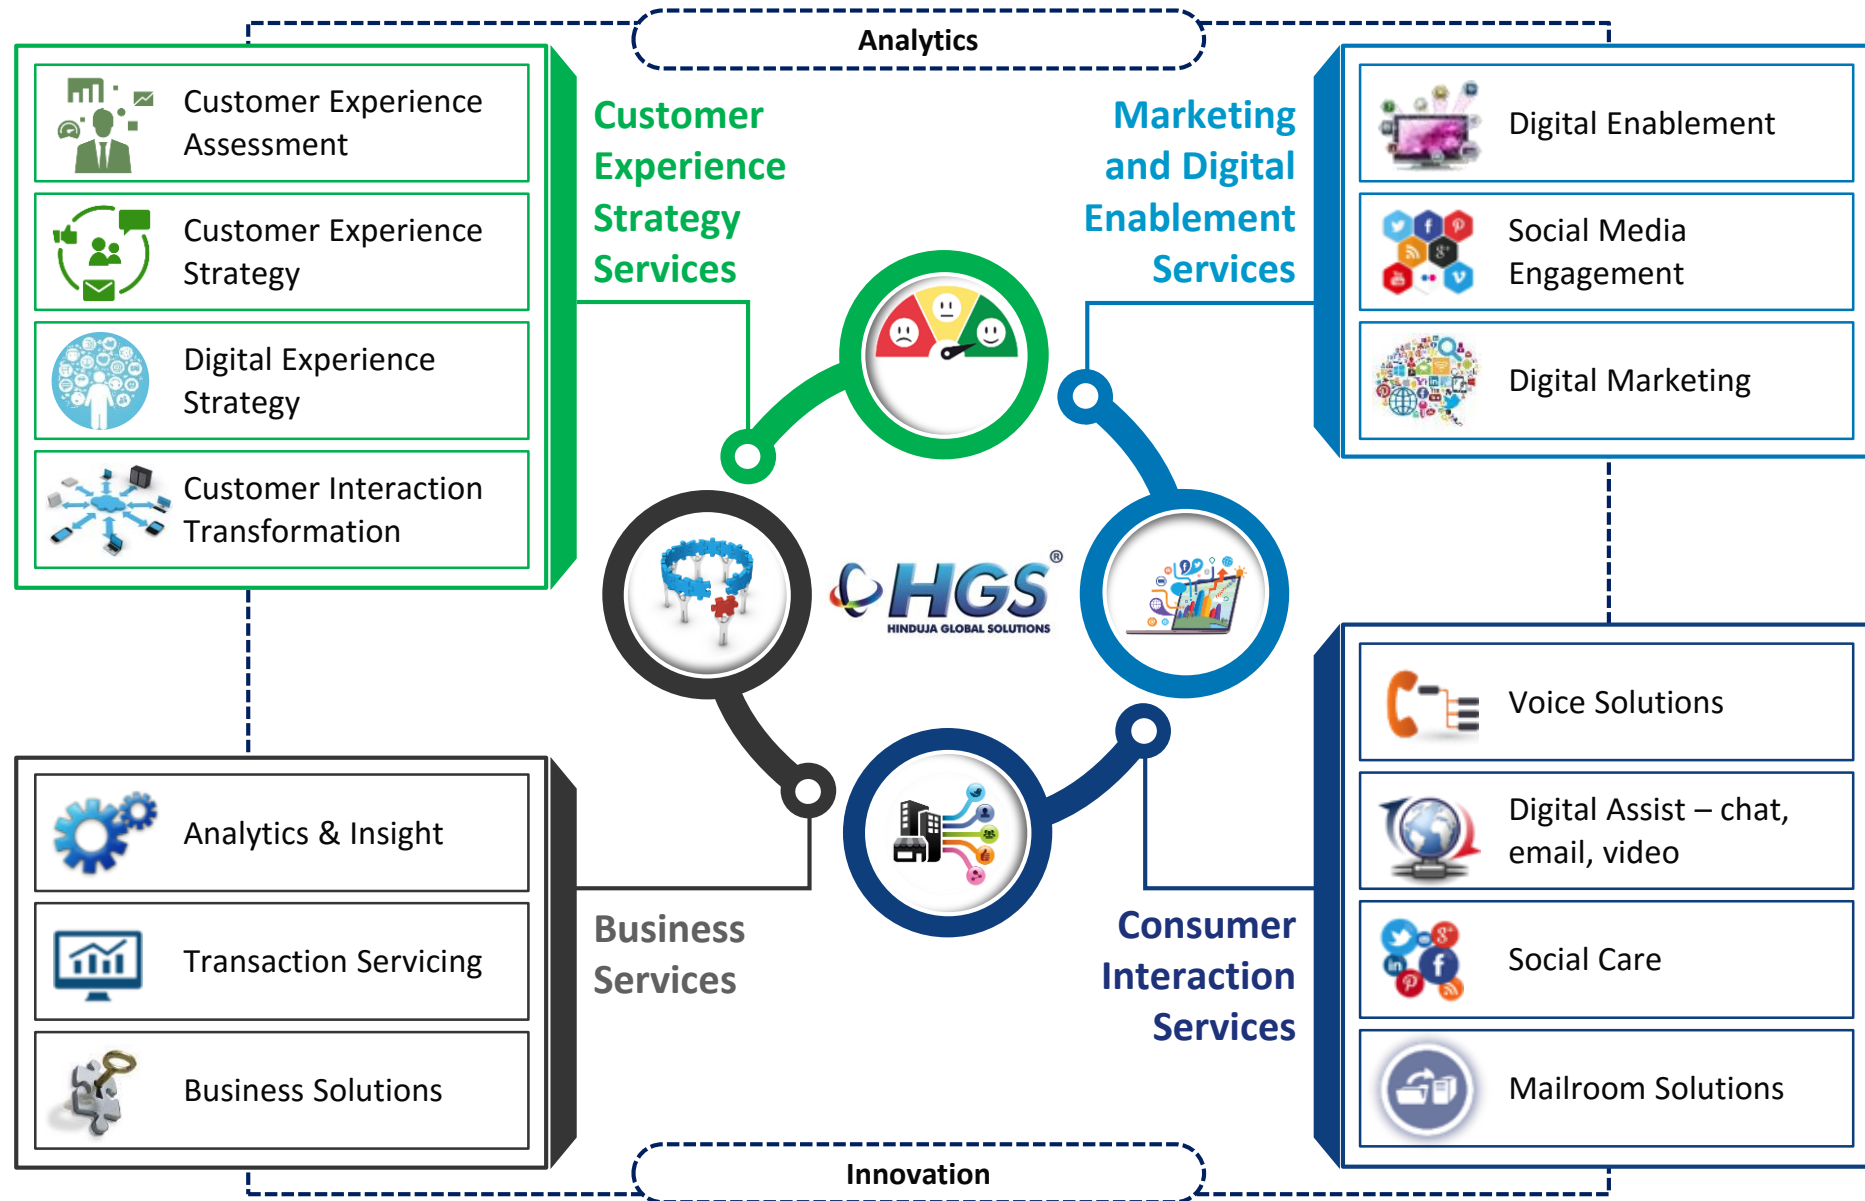 Analytics
Customer Experience
Assessment
Customer Experience
Strategy
Digital Experience
Strategy
Customer Interaction
Transformation
Customer
Experience
Strategy
Services
Marketing
and Digital
Enablement
Services
Digital Enablement
Social Media
Engagement
Digital Marketing
HGS®
HINDUJA GLOBAL SOLUTIONS
Analytics & Insight
Transaction Servicing
Business Solutions
Business
Services
Consumer
Interaction
Services
Voice Solutions
Digital Assist – chat,
email, video
Social Care
Mailroom Solutions
Innovation